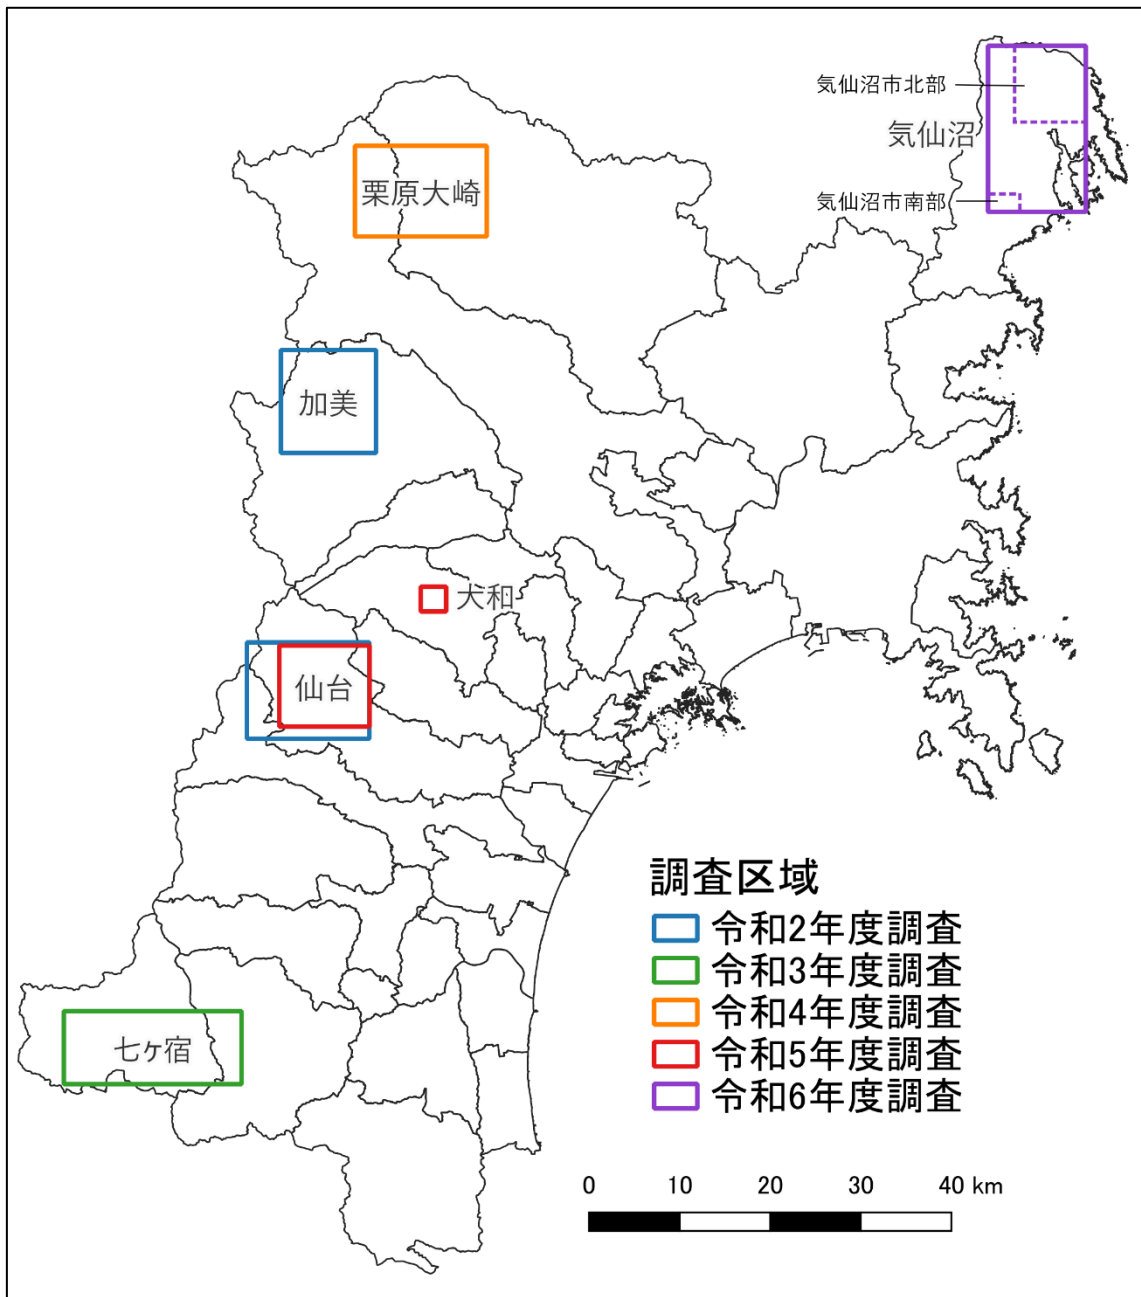 気仙沼市北部
気仙沼
気仙沼市南部
栗原大崎
加美
大和
仙台
七ヶ宿
調査区域
令和2年度調査
令和3年度調査
令和4年度調査
令和5年度調査
令和6年度調査
0 10 20 30 40 km